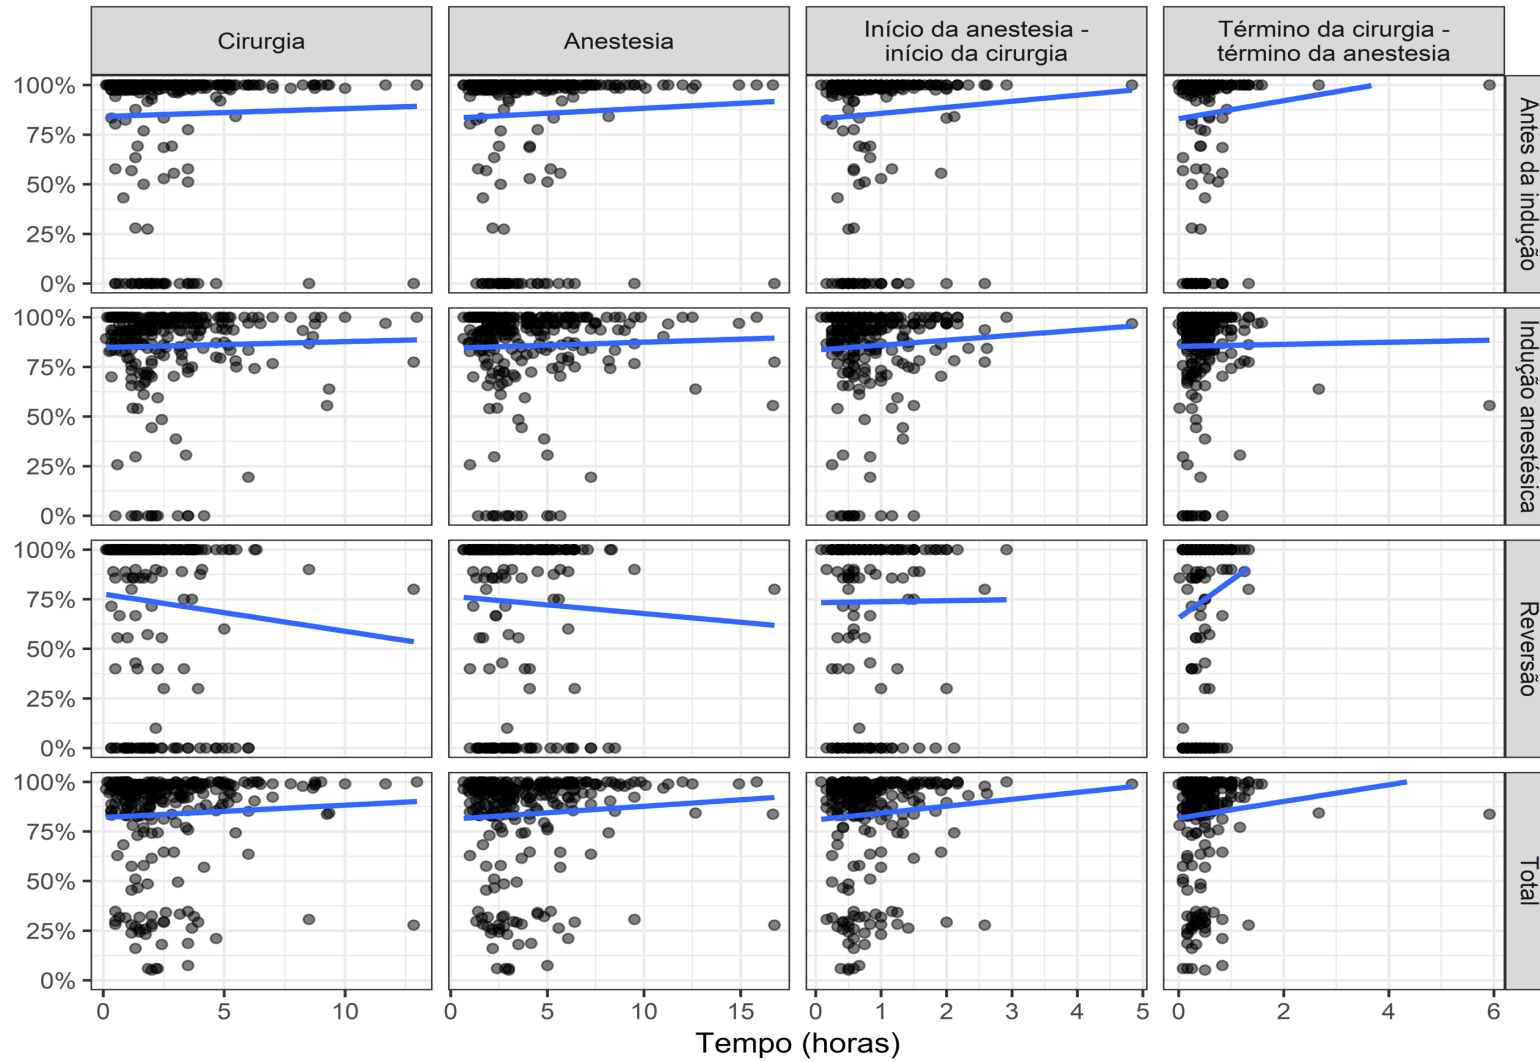 Cirurgia
Anestesia
Início da anestesia -
início da cirurgia
Término da cirurgia -
término da anestesia
100%
75%
50%
25%
0%
Antes da indução
100%
75%
50%
25%
0%
Indução anestésica
100%
75%
50%
25%
0%
Reversão
100%
75%
50%
25%
0%
Total
0 5 10
0 5 10 15
0 1 2 3 4 5
0 2 4 6
Tempo (horas)